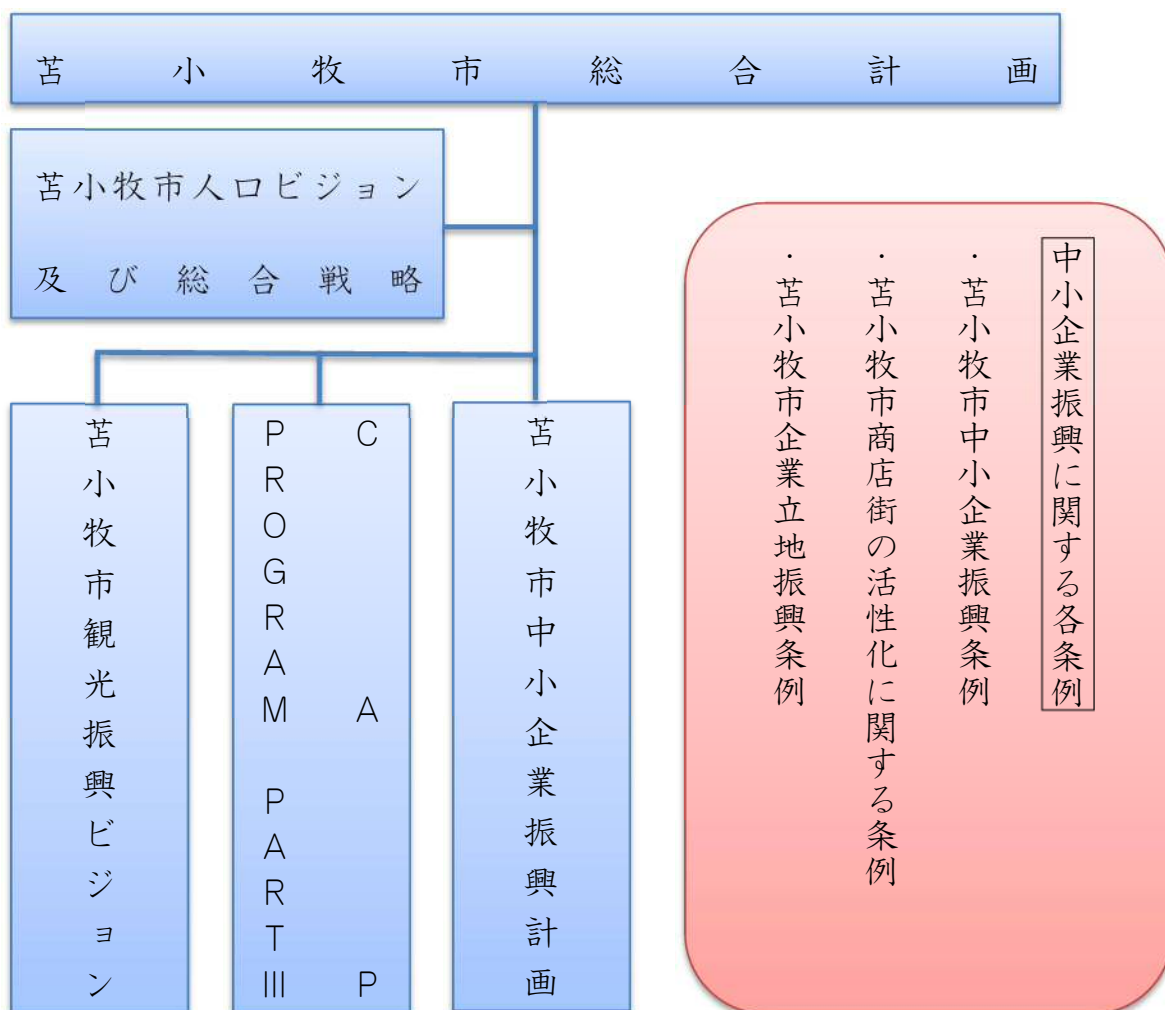 苫小牧市総合計画
苫小牧市人口ビジョン
及び総合戦略
中小企業振興に関する各条例
・苫小牧市中小企業振興条例
・苫小牧市商店街の活性化に関する条例
・苫小牧市企業立地振興条例
苫小牧市中小企業振興計画
CAP
PROGRAM PARTⅢ
苫小牧市観光振興ビジョン